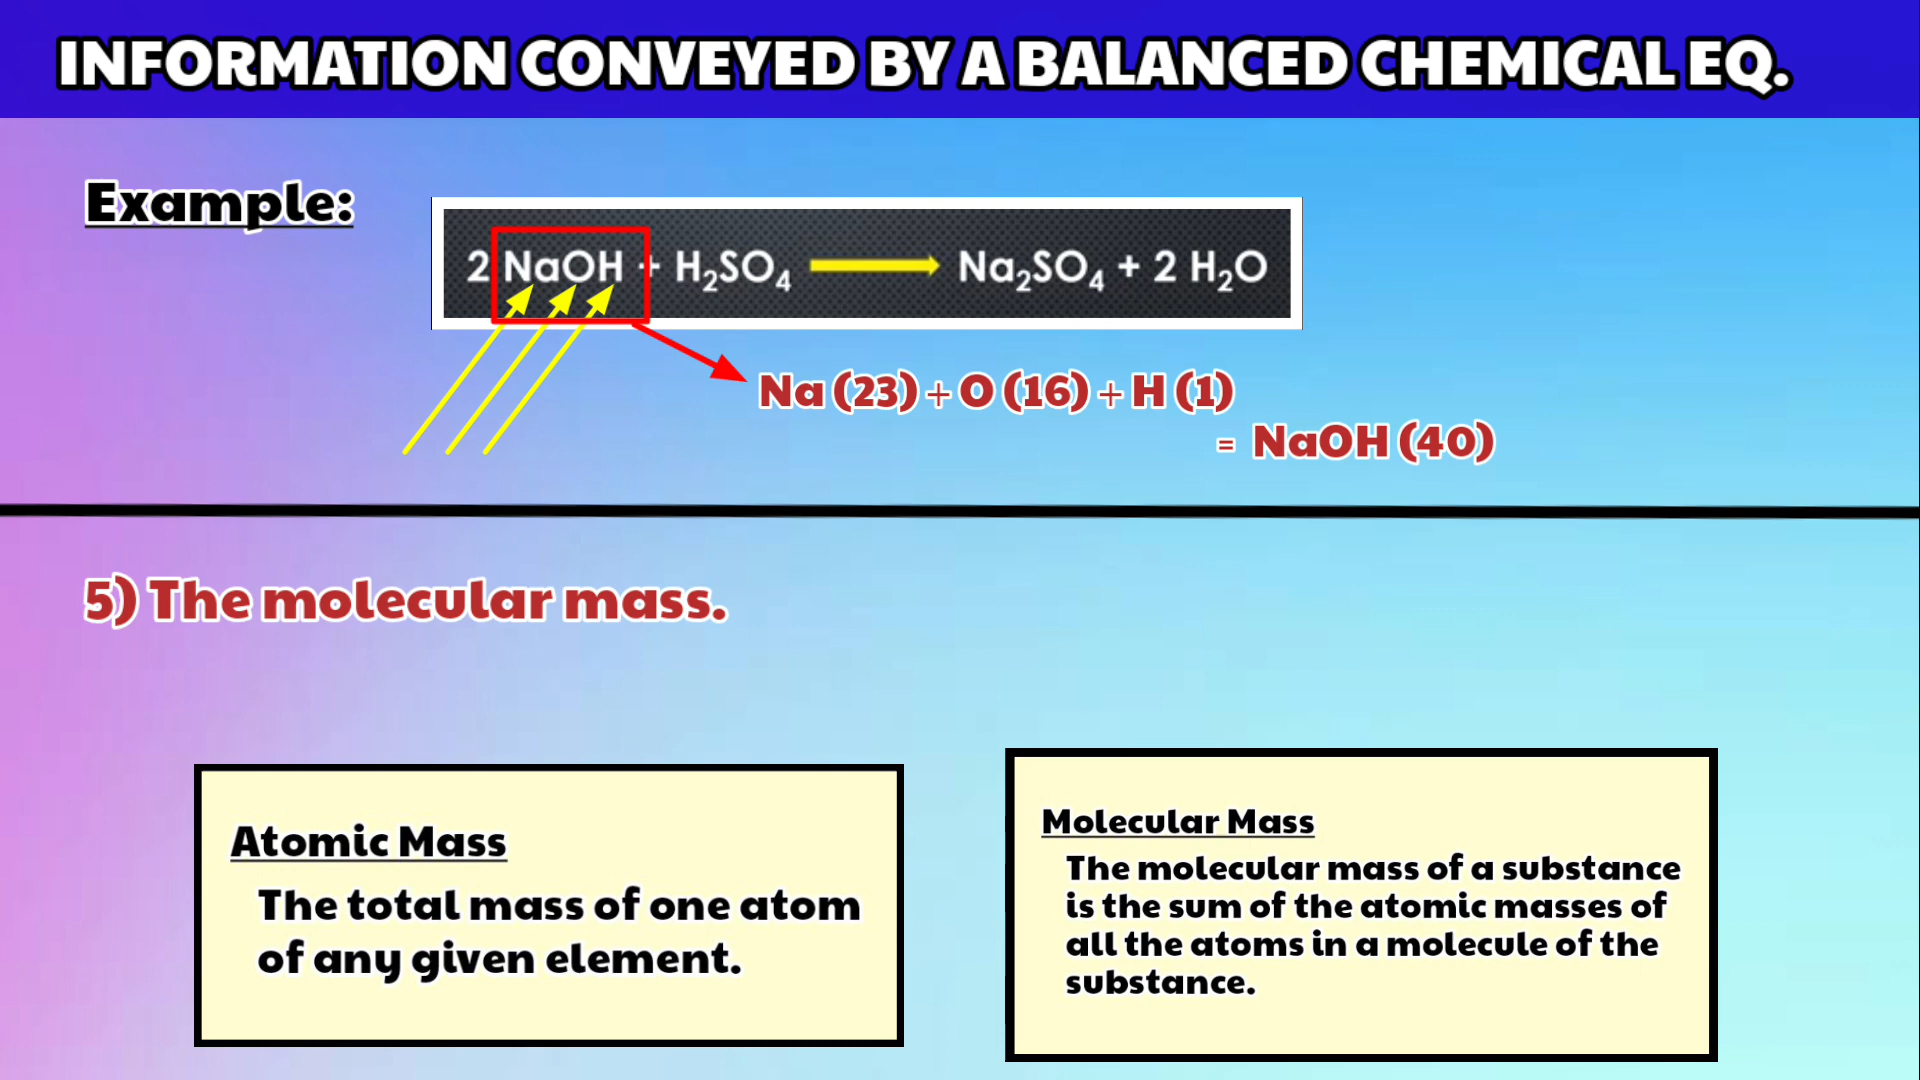 INFORMATION CONVEYED BY A BALANCED CHEMICAL EQ.
Example:
2 NaOH + H₂SO₄ → Na₂SO₄ + 2 H₂O
Na (23) + O (16) + H (1)
= NaOH (40)
5) The molecular mass.
Atomic Mass
The total mass of one atom
of any given element.
Molecular Mass
The molecular mass of a substance
is the sum of the atomic masses of
all the atoms in a molecule of the
substance.